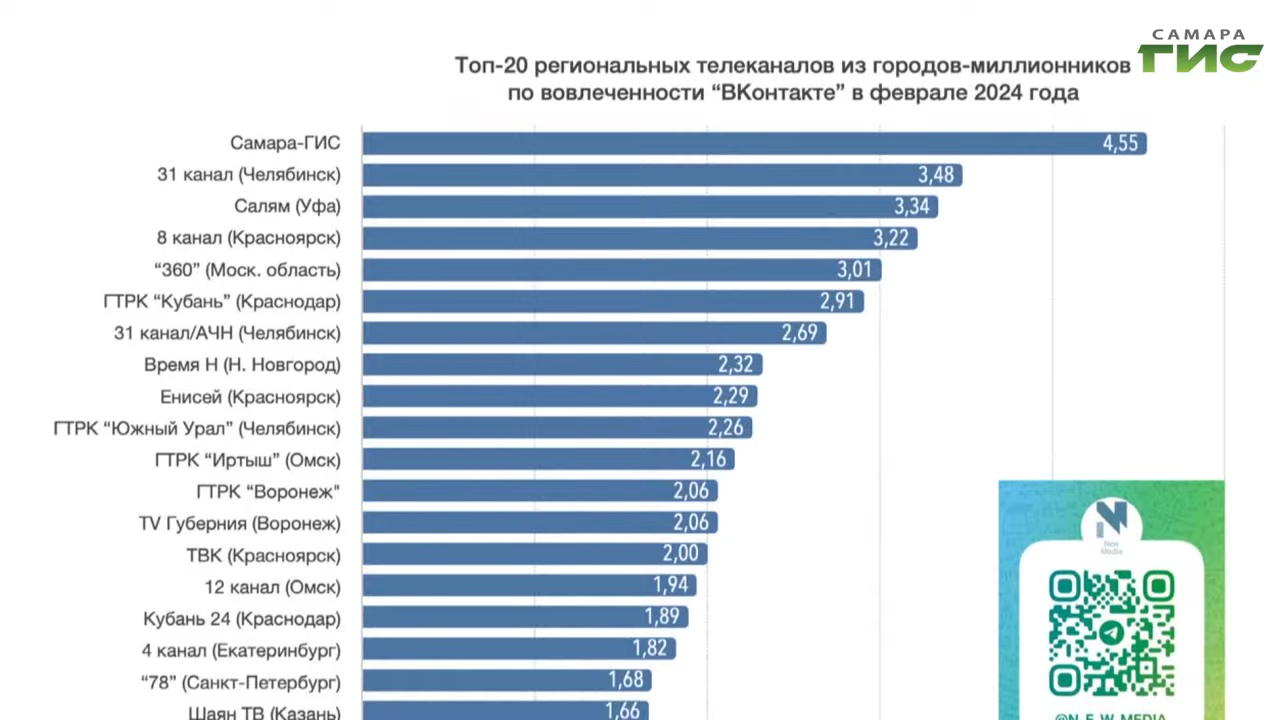 САМАРА
ГИС
Топ-20 региональных телеканалов из городов-миллионников
по вовлеченности “ВКонтакте” в феврале 2024 года
Самара-ГИС 4,55
31 канал (Челябинск) 3,48
Салям (Уфа) 3,34
8 канал (Красноярск) 3,22
“360” (Моск. область) 3,01
ГТРК “Кубань” (Краснодар) 2,91
31 канал/АЧН (Челябинск) 2,69
Время Н (Н. Новгород) 2,32
Енисей (Красноярск) 2,29
ГТРК “Южный Урал” (Челябинск) 2,26
ГТРК “Иртыш” (Омск) 2,16
ГТРК “Воронеж" 2,06
TV Губерния (Воронеж) 2,06
ТВК (Красноярск) 2,00
12 канал (Омск) 1,94
Кубань 24 (Краснодар) 1,89
4 канал (Екатеринбург) 1,82
“78” (Санкт-Петербург) 1,68
Шаян ТВ (Казань) 1,66
N
New
Media
@N_E_W_MEDIA